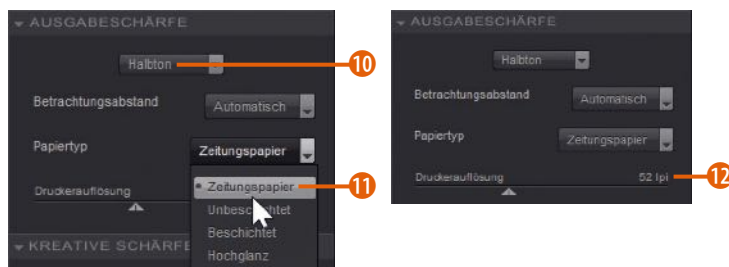 AUSGABESCHÄRFE
Halbton
10
Betrachtungsabstand
Automatisch
Papiertyp
Zeitungspapier
Zeitungspapier
11
Unbeschichtet
Druckerauflösung
Beschichtet
KREATIVE SCHÄRFE
Hochglanz
AUSGABESCHÄRFE
Halbton
Betrachtungsabstand
Automatisch
Papiertyp
Zeitungspapier
Druckerauflösung
52 lpi
12